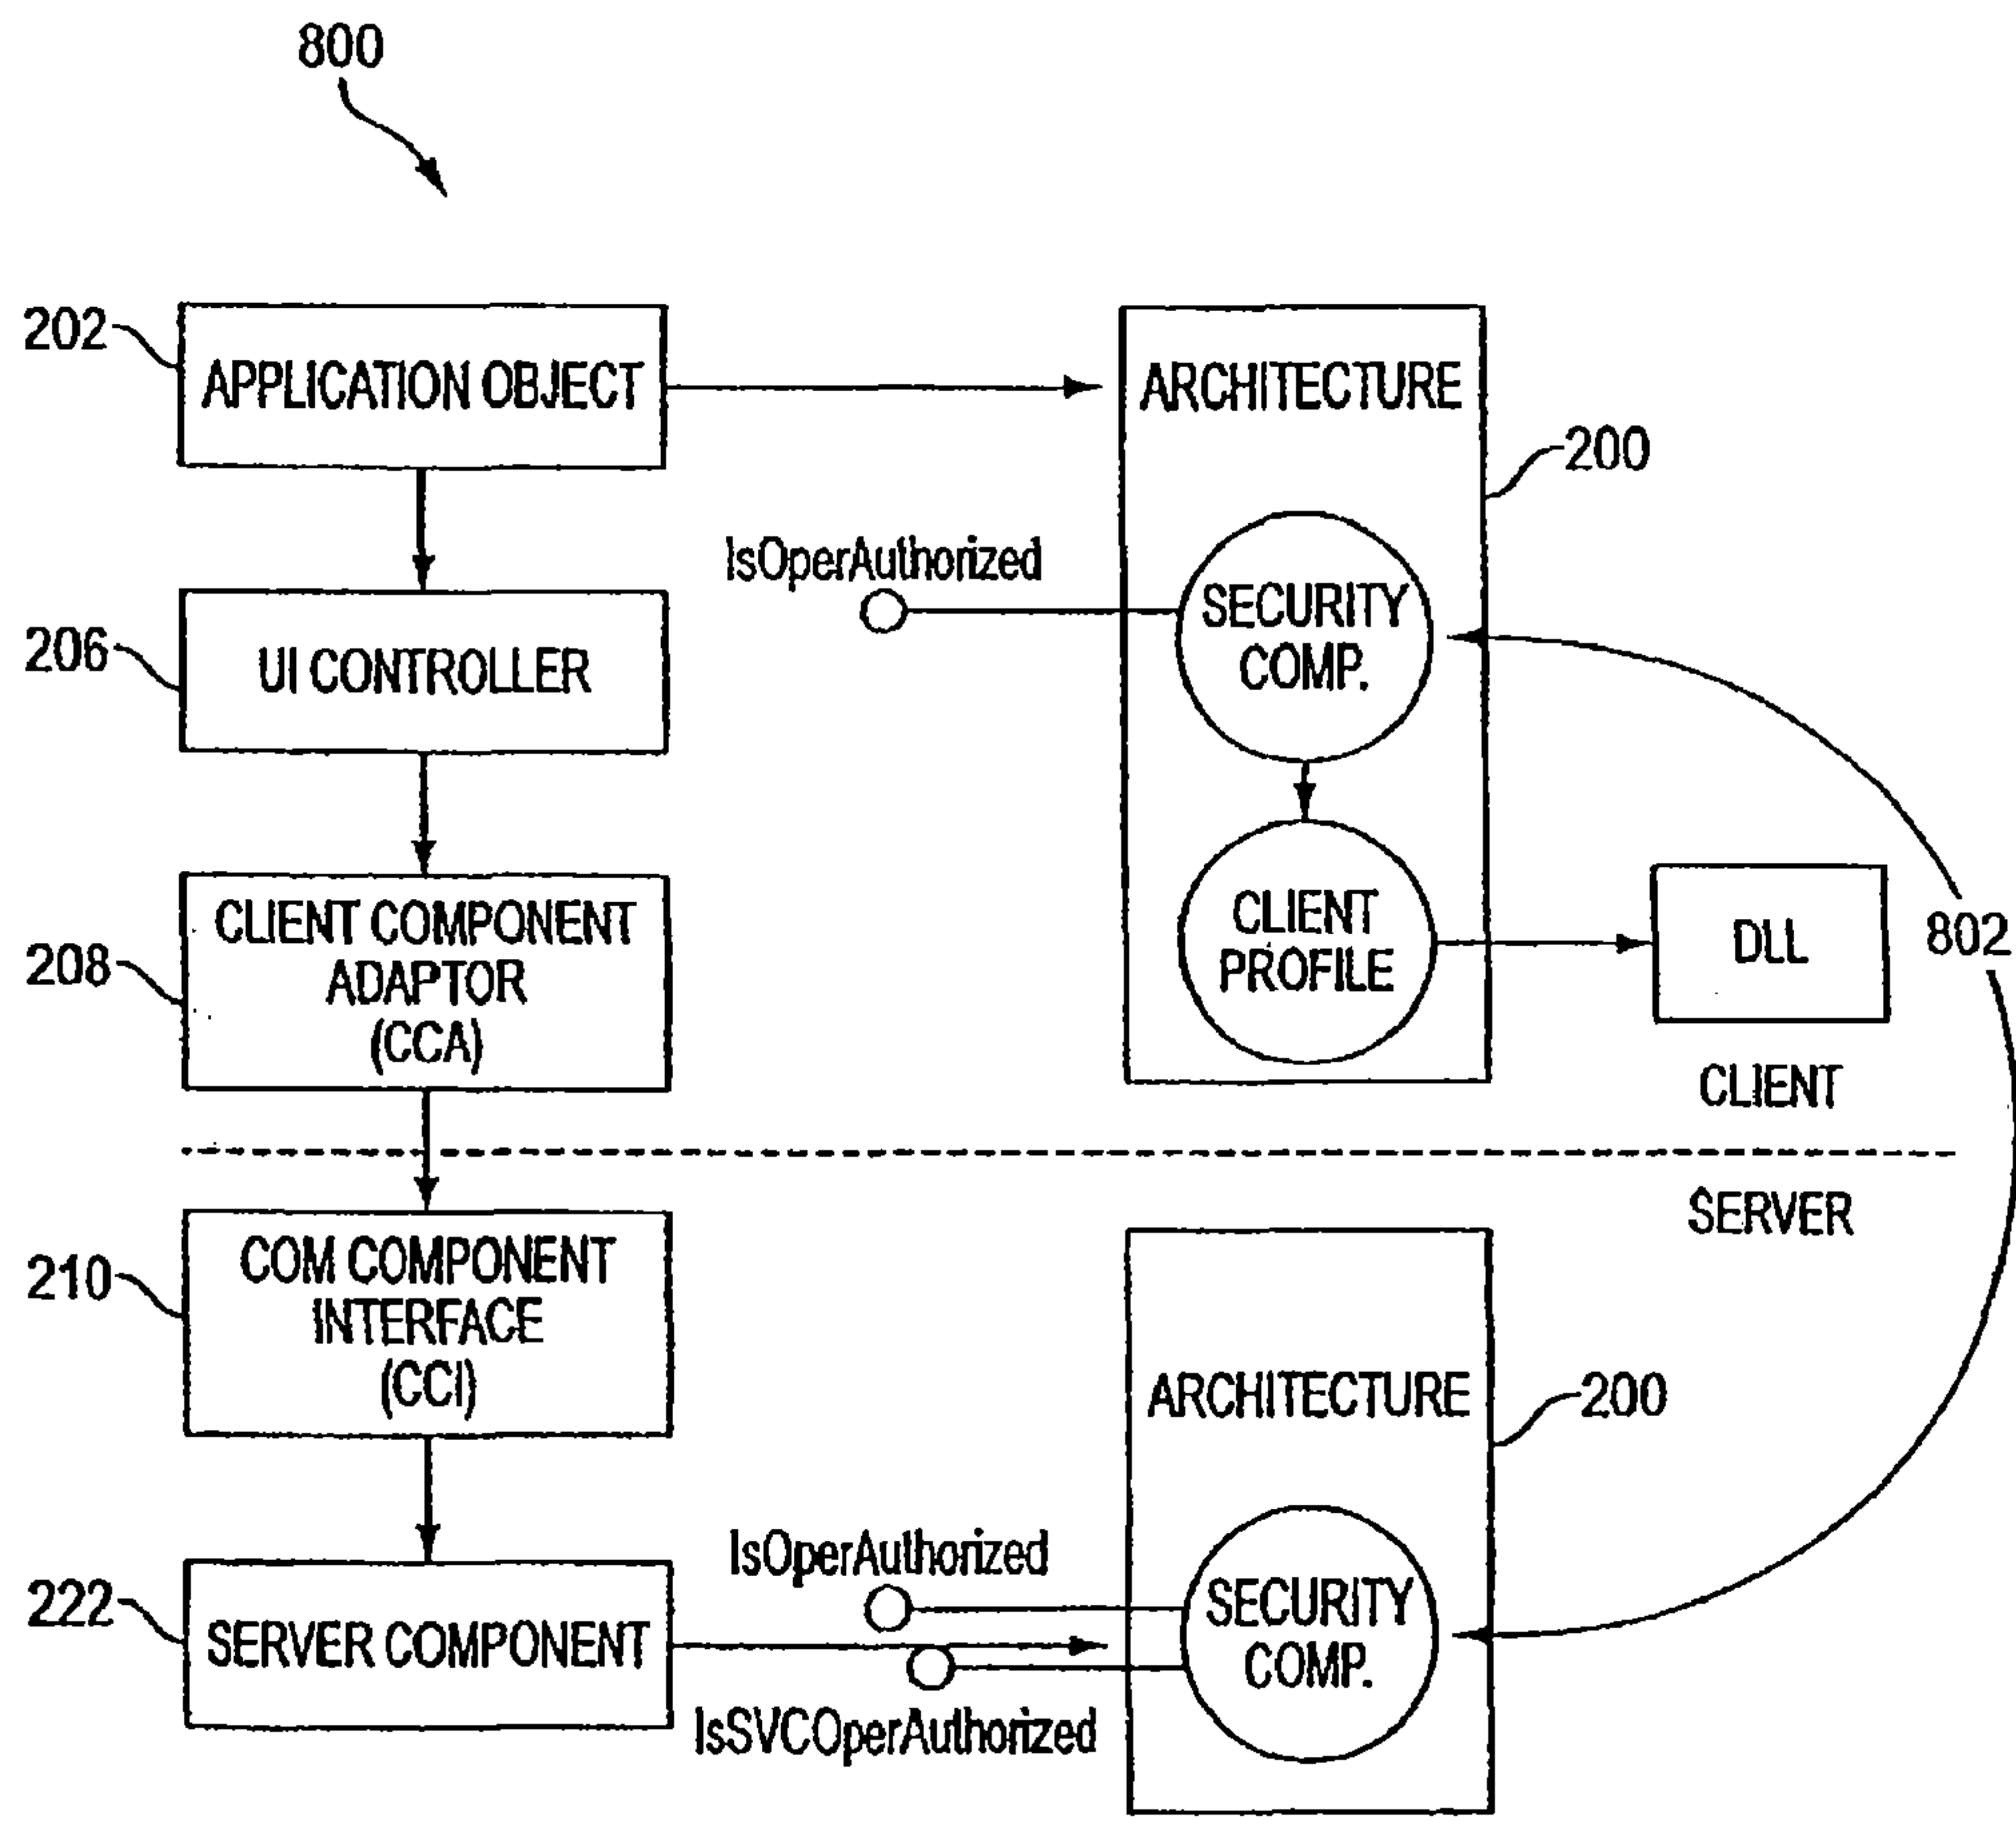 800
202
APPLICATION OBJECT
ARCHITECTURE
200
IsOperAuthorized
SECURITY
COMP.
206
UI CONTROLLER
CLIENT
PROFILE
DLL
802
208
CLIENT COMPONENT
ADAPTOR
(CCA)
CLIENT
SERVER
210
COM COMPONENT
INTERFACE
(CCI)
ARCHITECTURE
200
IsOperAuthorized
SECURITY
COMP.
222
SERVER COMPONENT
IsSVCOperAuthorized